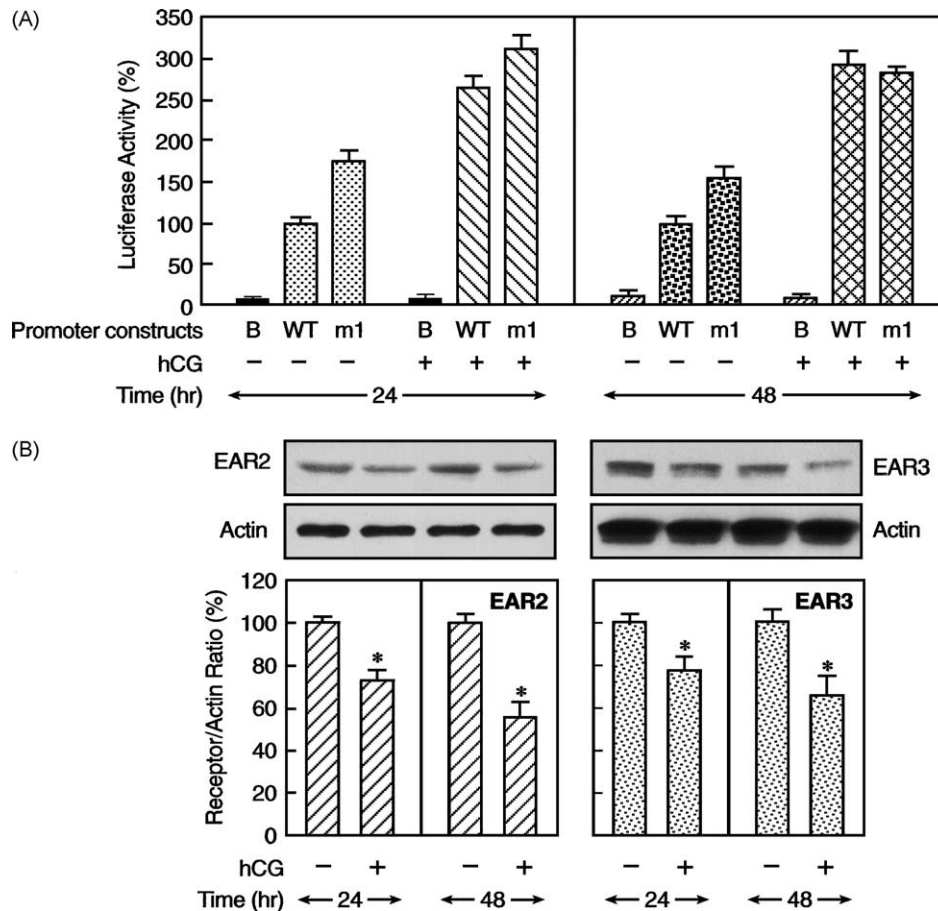 (A)
Luciferase Activity (%)
350
300
250
200
150
100
50
0
Promoter constructs B WT m1 B WT m1 B WT m1 B WT m1
hCG – – – + + + – – – + + +
Time (hr) 24 48
(B)
EAR2 EAR3
Actin Actin
Receptor/Actin Ratio (%)
120 EAR2 EAR3
100
80 * *
60 * *
40
20
0
hCG – + – + – + – +
Time (hr) 24 48 24 48